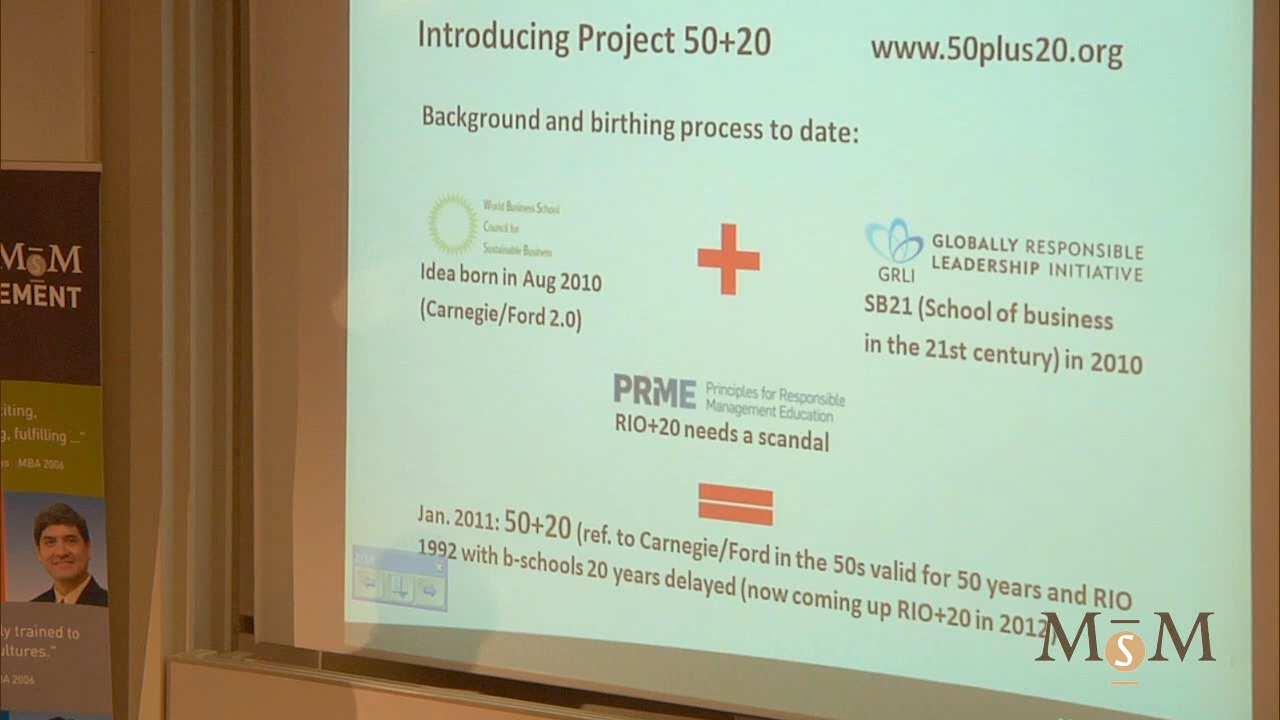 Introducing Project 50+20
www.50plus20.org
Background and birthing process to date:
World Business School
Council for
Sustainable Business
Idea born in Aug 2010
(Carnegie/Ford 2.0)
GRLI
GLOBALLY RESPONSIBLE
LEADERSHIP INITIATIVE
SB21 (School of business
in the 21st century) in 2010
PRME
Principles for Responsible
Management Education
RIO+20 needs a scandal
Jan. 2011: 50+20 (ref. to Carnegie/Ford in the 50s valid for 50 years and RIO
1992 with b-schools 20 years delayed (now coming up RIO+20 in 2012
MSM
MSM
EMENT
citing,
g, fulfilling ..."
ns MBA 2006
ly trained to
ultures."
BA 2006